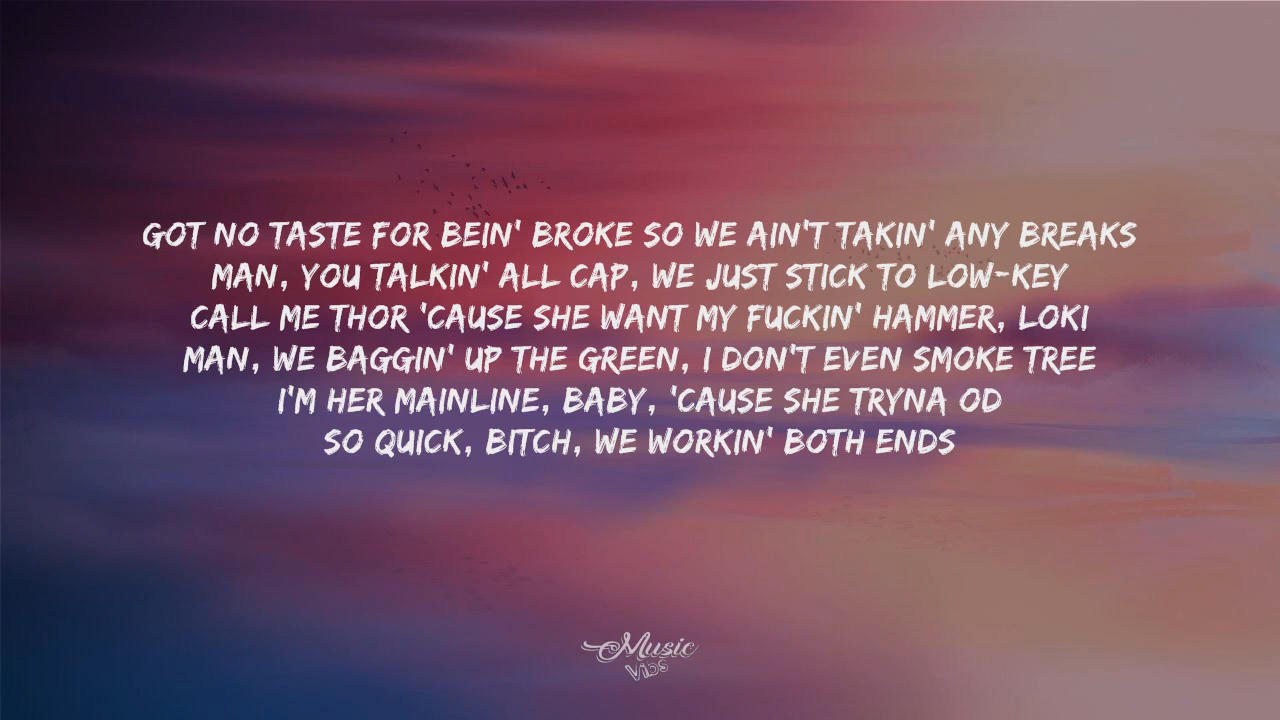 GOT NO TASTE FOR BEIN' BROKE SO WE AIN'T TAKIN' ANY BREAKS
MAN, YOU TALKIN' ALL CAP, WE JUST STICK TO LOW-KEY
CALL ME THOR 'CAUSE SHE WANT MY FUCKIN' HAMMER, LOKI
MAN, WE BAGGIN' UP THE GREEN, I DON'T EVEN SMOKE TREE
I'M HER MAINLINE, BABY, 'CAUSE SHE TRYNA OD
SO QUICK, BITCH, WE WORKIN' BOTH ENDS
Music
Vibs